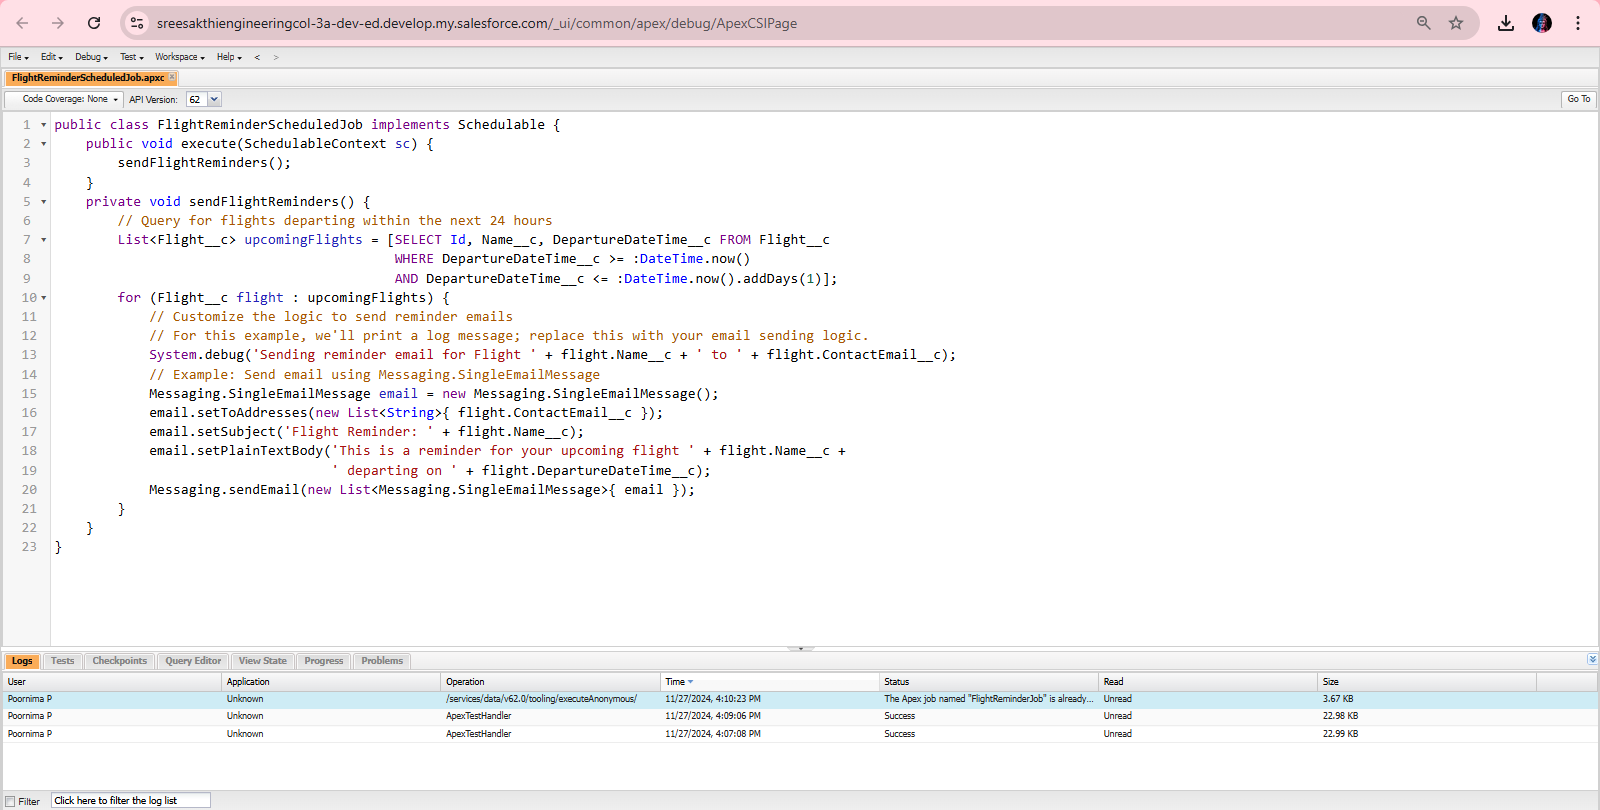 sreesakthiengineeringcol-3a-dev-ed.develop.my.salesforce.com/_ui/common/apex/debug/ApexCSIPage
File Edit Debug Test Workspace Help < >
FlightReminderScheduledJob.apxc
Code Coverage: None API Version: 62 Go To
1 public class FlightReminderScheduledJob implements Schedulable {
2 public void execute(SchedulableContext sc) {
3 sendFlightReminders();
4 }
5 private void sendFlightReminders() {
6 // Query for flights departing within the next 24 hours
7 List<Flight__c> upcomingFlights = [SELECT Id, Name__c, DepartureDateTime__c FROM Flight__c
8 WHERE DepartureDateTime__c >= :DateTime.now()
9 AND DepartureDateTime__c <= :DateTime.now().addDays(1)];
10 for (Flight__c flight : upcomingFlights) {
11 // Customize the logic to send reminder emails
12 // For this example, we'll print a log message; replace this with your email sending logic.
13 System.debug('Sending reminder email for Flight ' + flight.Name__c + ' to ' + flight.ContactEmail__c);
14 // Example: Send email using Messaging.SingleEmailMessage
15 Messaging.SingleEmailMessage email = new Messaging.SingleEmailMessage();
16 email.setToAddresses(new List<String>{ flight.ContactEmail__c });
17 email.setSubject('Flight Reminder: ' + flight.Name__c);
18 email.setPlainTextBody('This is a reminder for your upcoming flight ' + flight.Name__c +
19 ' departing on ' + flight.DepartureDateTime__c);
20 Messaging.sendEmail(new List<Messaging.SingleEmailMessage>{ email });
21 }
22 }
23 }
Logs Tests Checkpoints Query Editor View State Progress Problems
User Application Operation Time Status Read Size
Poornima P Unknown /services/data/v62.0/tooling/executeAnonymous/ 11/27/2024, 4:10:23 PM The Apex job named "FlightReminderJob" is already... Unread 3.67 KB
Poornima P Unknown ApexTestHandler 11/27/2024, 4:09:06 PM Success Unread 22.98 KB
Poornima P Unknown ApexTestHandler 11/27/2024, 4:07:08 PM Success Unread 22.99 KB
Filter Click here to filter the log list